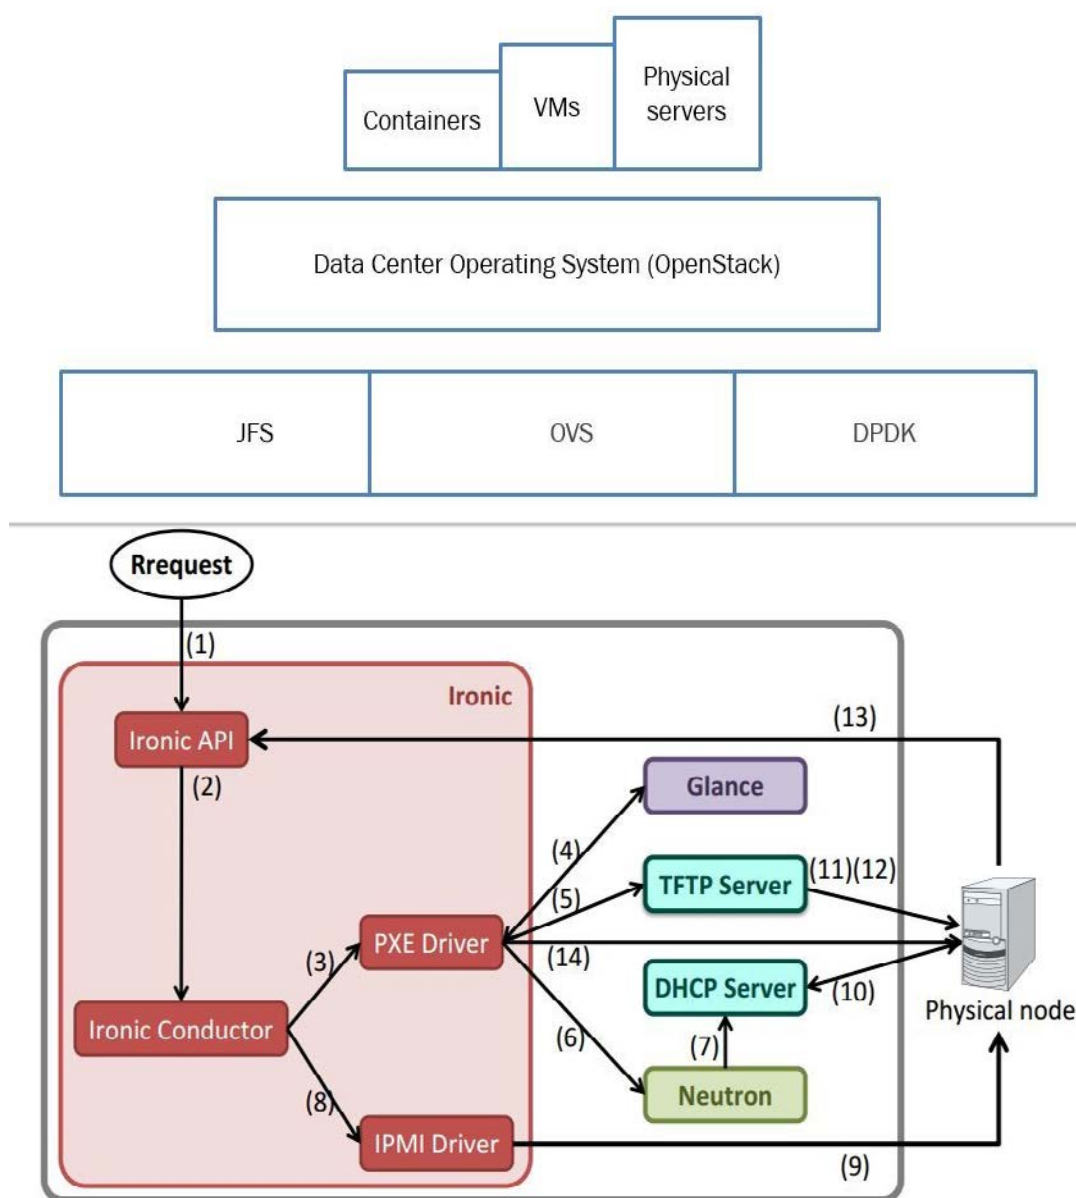 Physical
servers
VMs
Containers
Data Center Operating System (OpenStack)
JFS
OVS
DPDK
Rrequest
(1)
Ironic
Ironic API
(13)
(2)
Glance
(4)
TFTP Server
(11)(12)
(5)
PXE Driver
(3)
(14)
DHCP Server
(10)
Physical node
Ironic Conductor
(6)
(7)
Neutron
(8)
IPMI Driver
(9)